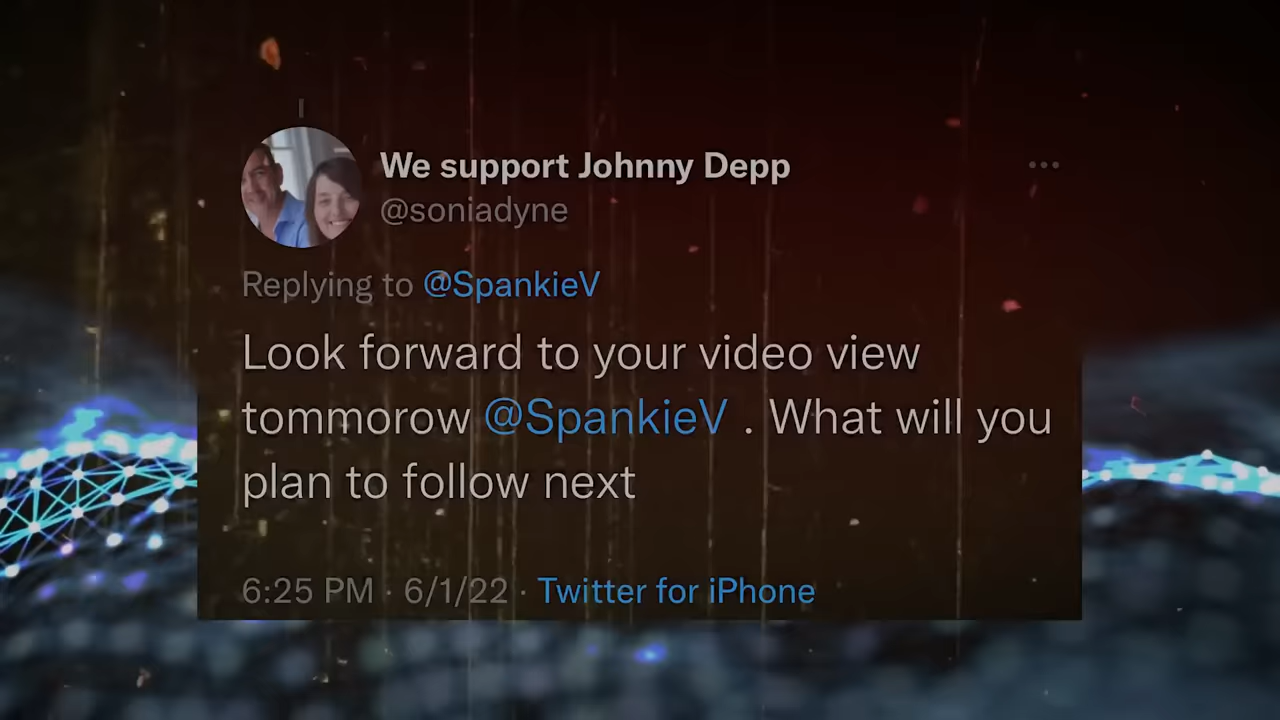 We support Johnny Depp
@soniadyne
Replying to @SpankieV
Look forward to your video view
tommorow @SpankieV . What will you
plan to follow next
6:25 PM · 6/1/22 · Twitter for iPhone